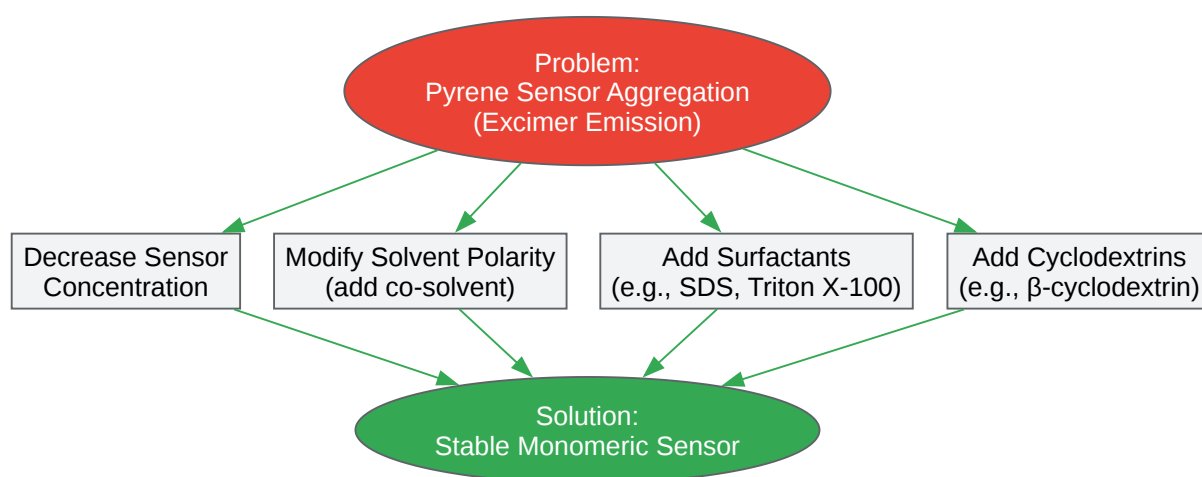 Problem:
Pyrene Sensor Aggregation
(Excimer Emission)
Decrease Sensor
Concentration
Modify Solvent Polarity
(add co-solvent)
Add Surfactants
(e.g., SDS, Triton X-100)
Add Cyclodextrins
(e.g., β-cyclodextrin)
Solution:
Stable Monomeric Sensor